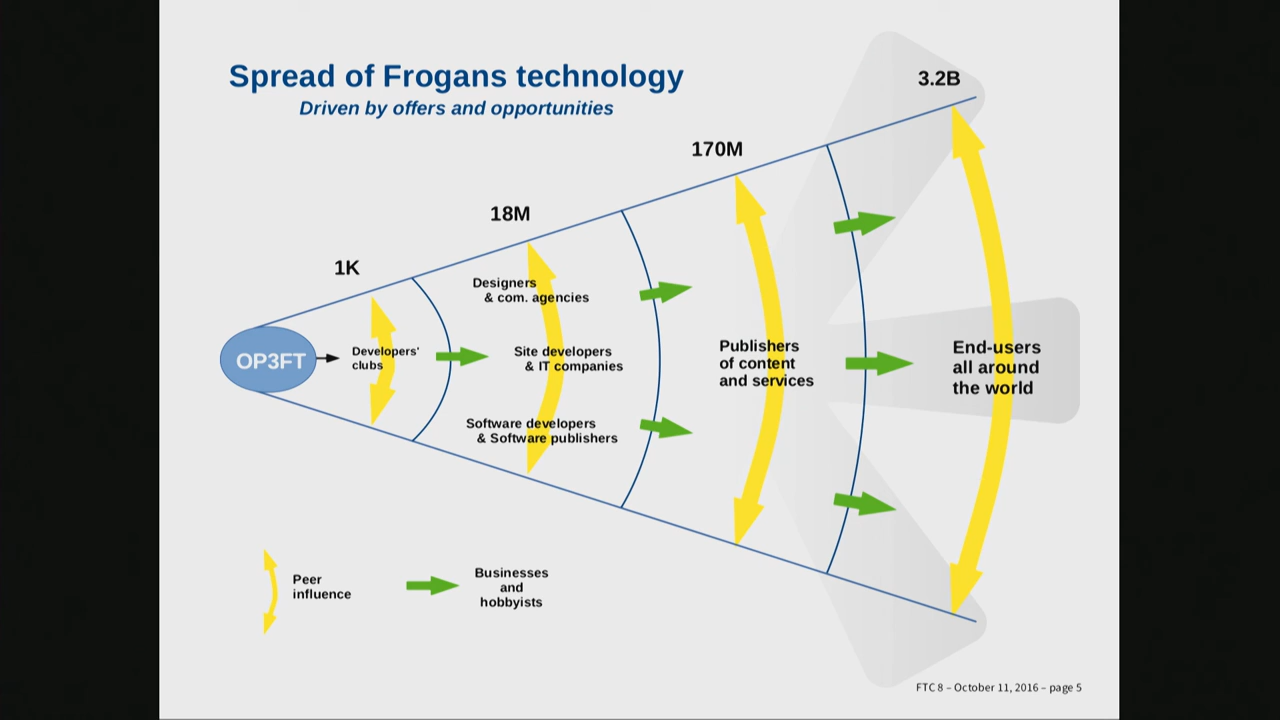 Spread of Frogans technology
Driven by offers and opportunities
3.2B
170M
18M
1K
OP3FT
Developers'
clubs
Designers
& com. agencies
Site developers
& IT companies
Software developers
& Software publishers
Publishers
of content
and services
End-users
all around
the world
Peer
influence
Businesses
and
hobbyists
FTC 8 – October 11, 2016 – page 5